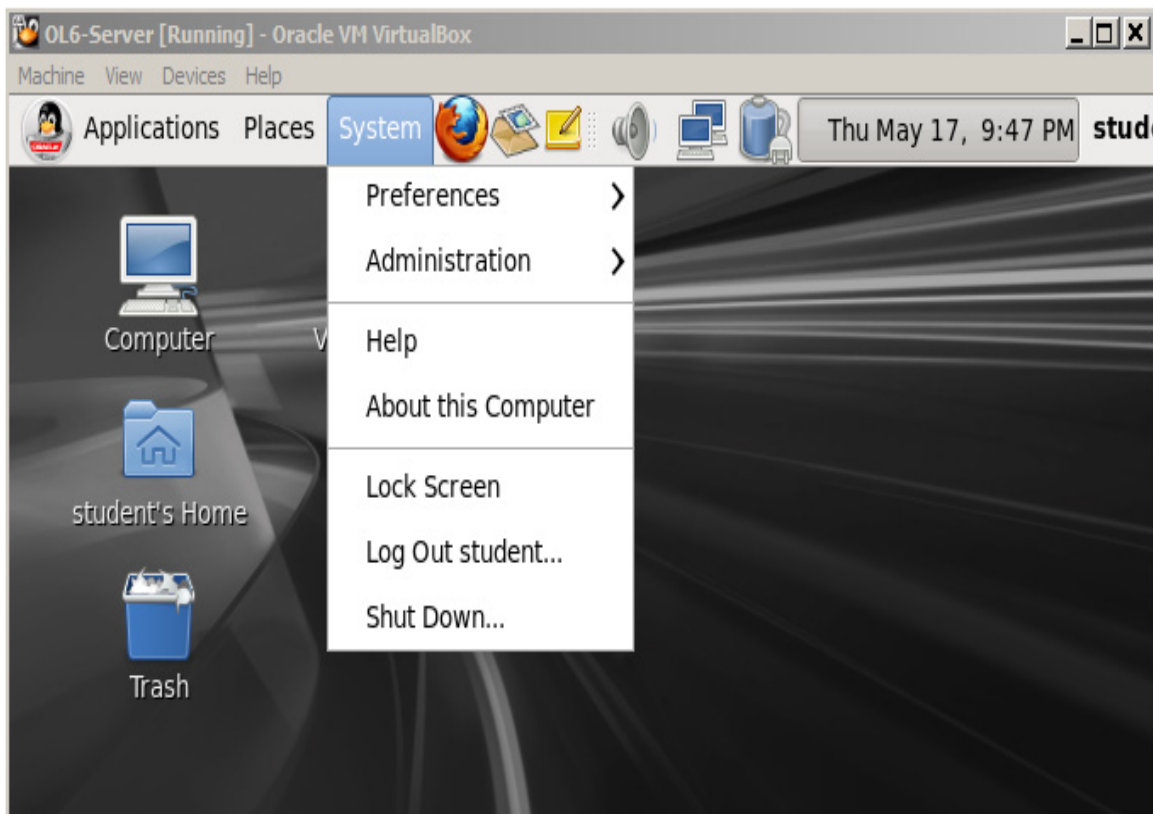 OL6-Server [Running] - Oracle VM VirtualBox
Machine View Devices Help
Applications Places System Thu May 17, 9:47 PM
Preferences
Administration
Computer
Help
About this Computer
student's Home
Lock Screen
Log Out student...
Shut Down...
Trash